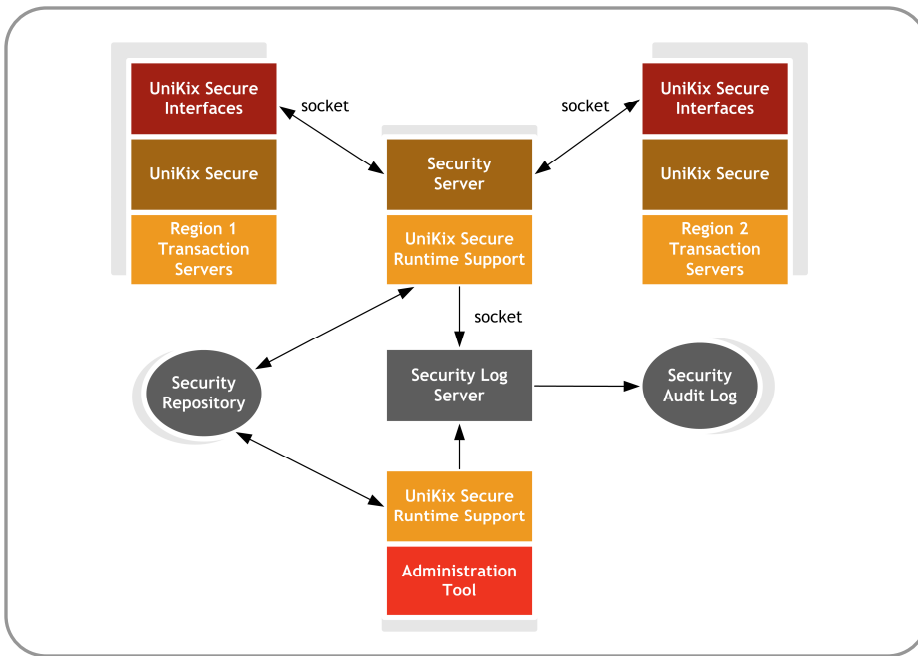 UniKix Secure
Interfaces
UniKix Secure
Region 1
Transaction
Servers
socket
Security
Server
UniKix Secure
Runtime Support
socket
UniKix Secure
Interfaces
UniKix Secure
Region 2
Transaction
Servers
socket
Security
Repository
Security Log
Server
Security
Audit Log
UniKix Secure
Runtime Support
Administration
Tool